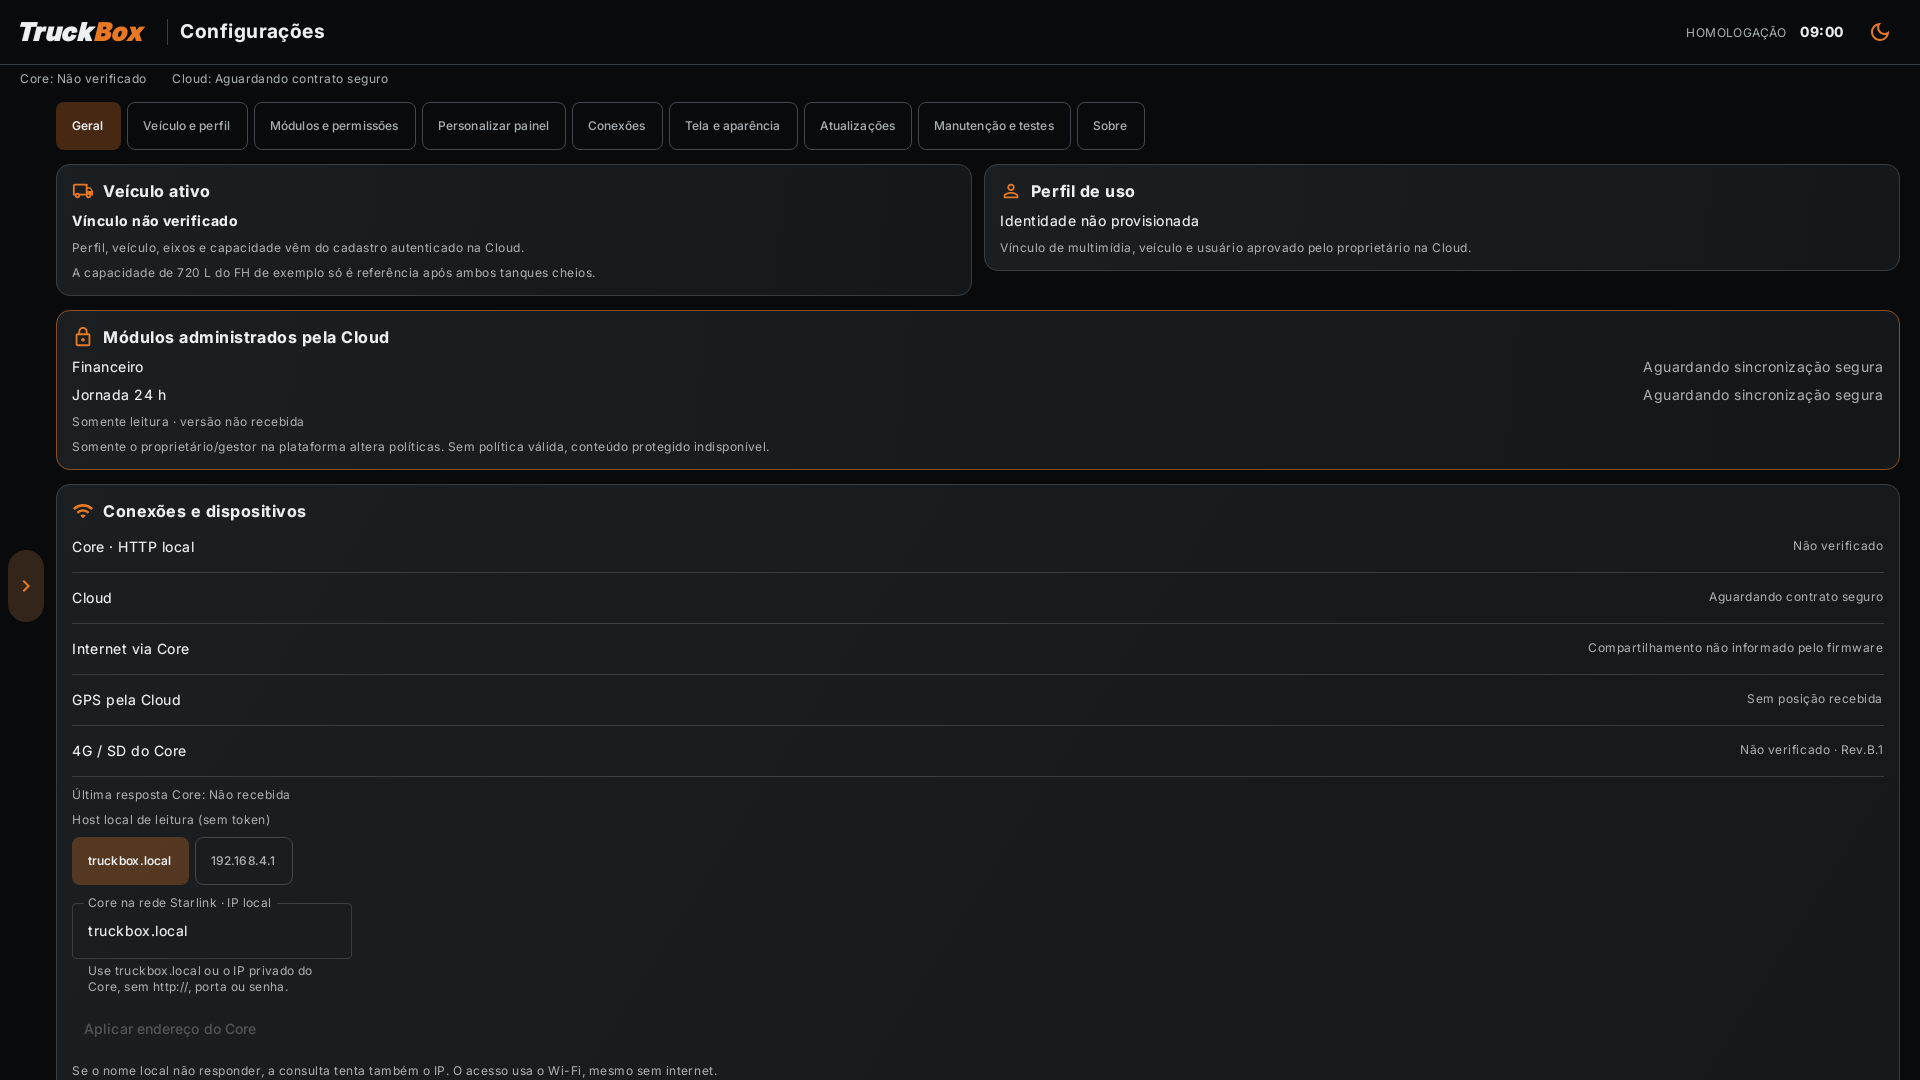 TruckBox
Configurações
HOMOLOGAÇÃO 09:00
Core: Não verificado Cloud: Aguardando contrato seguro
Geral Veículo e perfil Módulos e permissões Personalizar painel Conexões Tela e aparência Atualizações Manutenção e testes Sobre
Veículo ativo
Vínculo não verificado
Perfil, veículo, eixos e capacidade vêm do cadastro autenticado na Cloud.
A capacidade de 720 L do FH de exemplo só é referência após ambos tanques cheios.
Perfil de uso
Identidade não provisionada
Vínculo de multimídia, veículo e usuário aprovado pelo proprietário na Cloud.
Módulos administrados pela Cloud
Financeiro Aguardando sincronização segura
Jornada 24 h Aguardando sincronização segura
Somente leitura · versão não recebida
Somente o proprietário/gestor na plataforma altera políticas. Sem política válida, conteúdo protegido indisponível.
Conexões e dispositivos
Core · HTTP local Não verificado
Cloud Aguardando contrato seguro
Internet via Core Compartilhamento não informado pelo firmware
GPS pela Cloud Sem posição recebida
4G / SD do Core Não verificado · Rev.B.1
Última resposta Core: Não recebida
Host local de leitura (sem token)
truckbox.local 192.168.4.1
Core na rede Starlink · IP local
truckbox.local
Use truckbox.local ou o IP privado do
Core, sem http://, porta ou senha.
Aplicar endereço do Core
Se o nome local não responder, a consulta tenta também o IP. O acesso usa o Wi-Fi, mesmo sem internet.